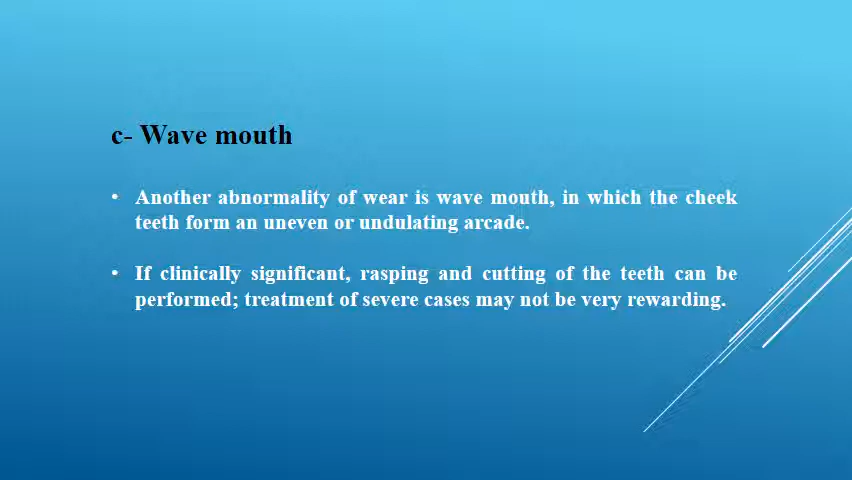 c- Wave mouth
• Another abnormality of wear is wave mouth, in which the cheek
teeth form an uneven or undulating arcade.
• If clinically significant, rasping and cutting of the teeth can be
performed; treatment of severe cases may not be very rewarding.